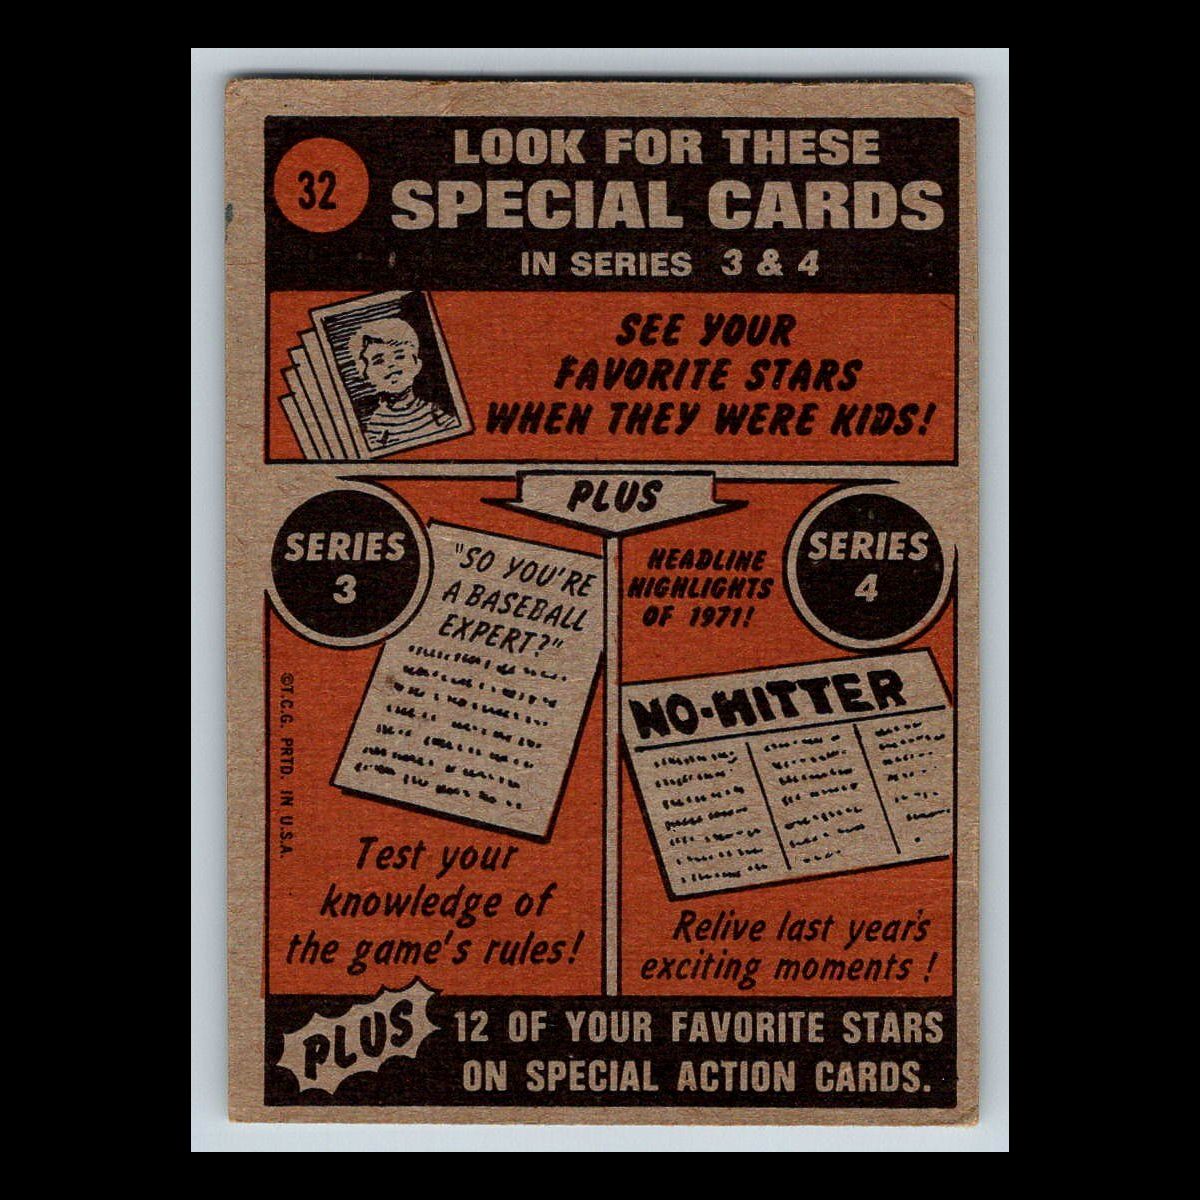 32
LOOK FOR THESE
SPECIAL CARDS
IN SERIES 3 & 4
SEE YOUR
FAVORITE STARS
WHEN THEY WERE KIDS!
PLUS
SERIES
3
"SO YOU'RE
A BASEBALL
EXPERT?"
Test your
knowledge of
the game's rules!
HEADLINE
HIGHLIGHTS
OF 1971!
SERIES
4
NO-HITTER
Relive last year's
exciting moments!
©T.C.G. PRTD. IN U.S.A.
PLUS
12 OF YOUR FAVORITE STARS
ON SPECIAL ACTION CARDS.